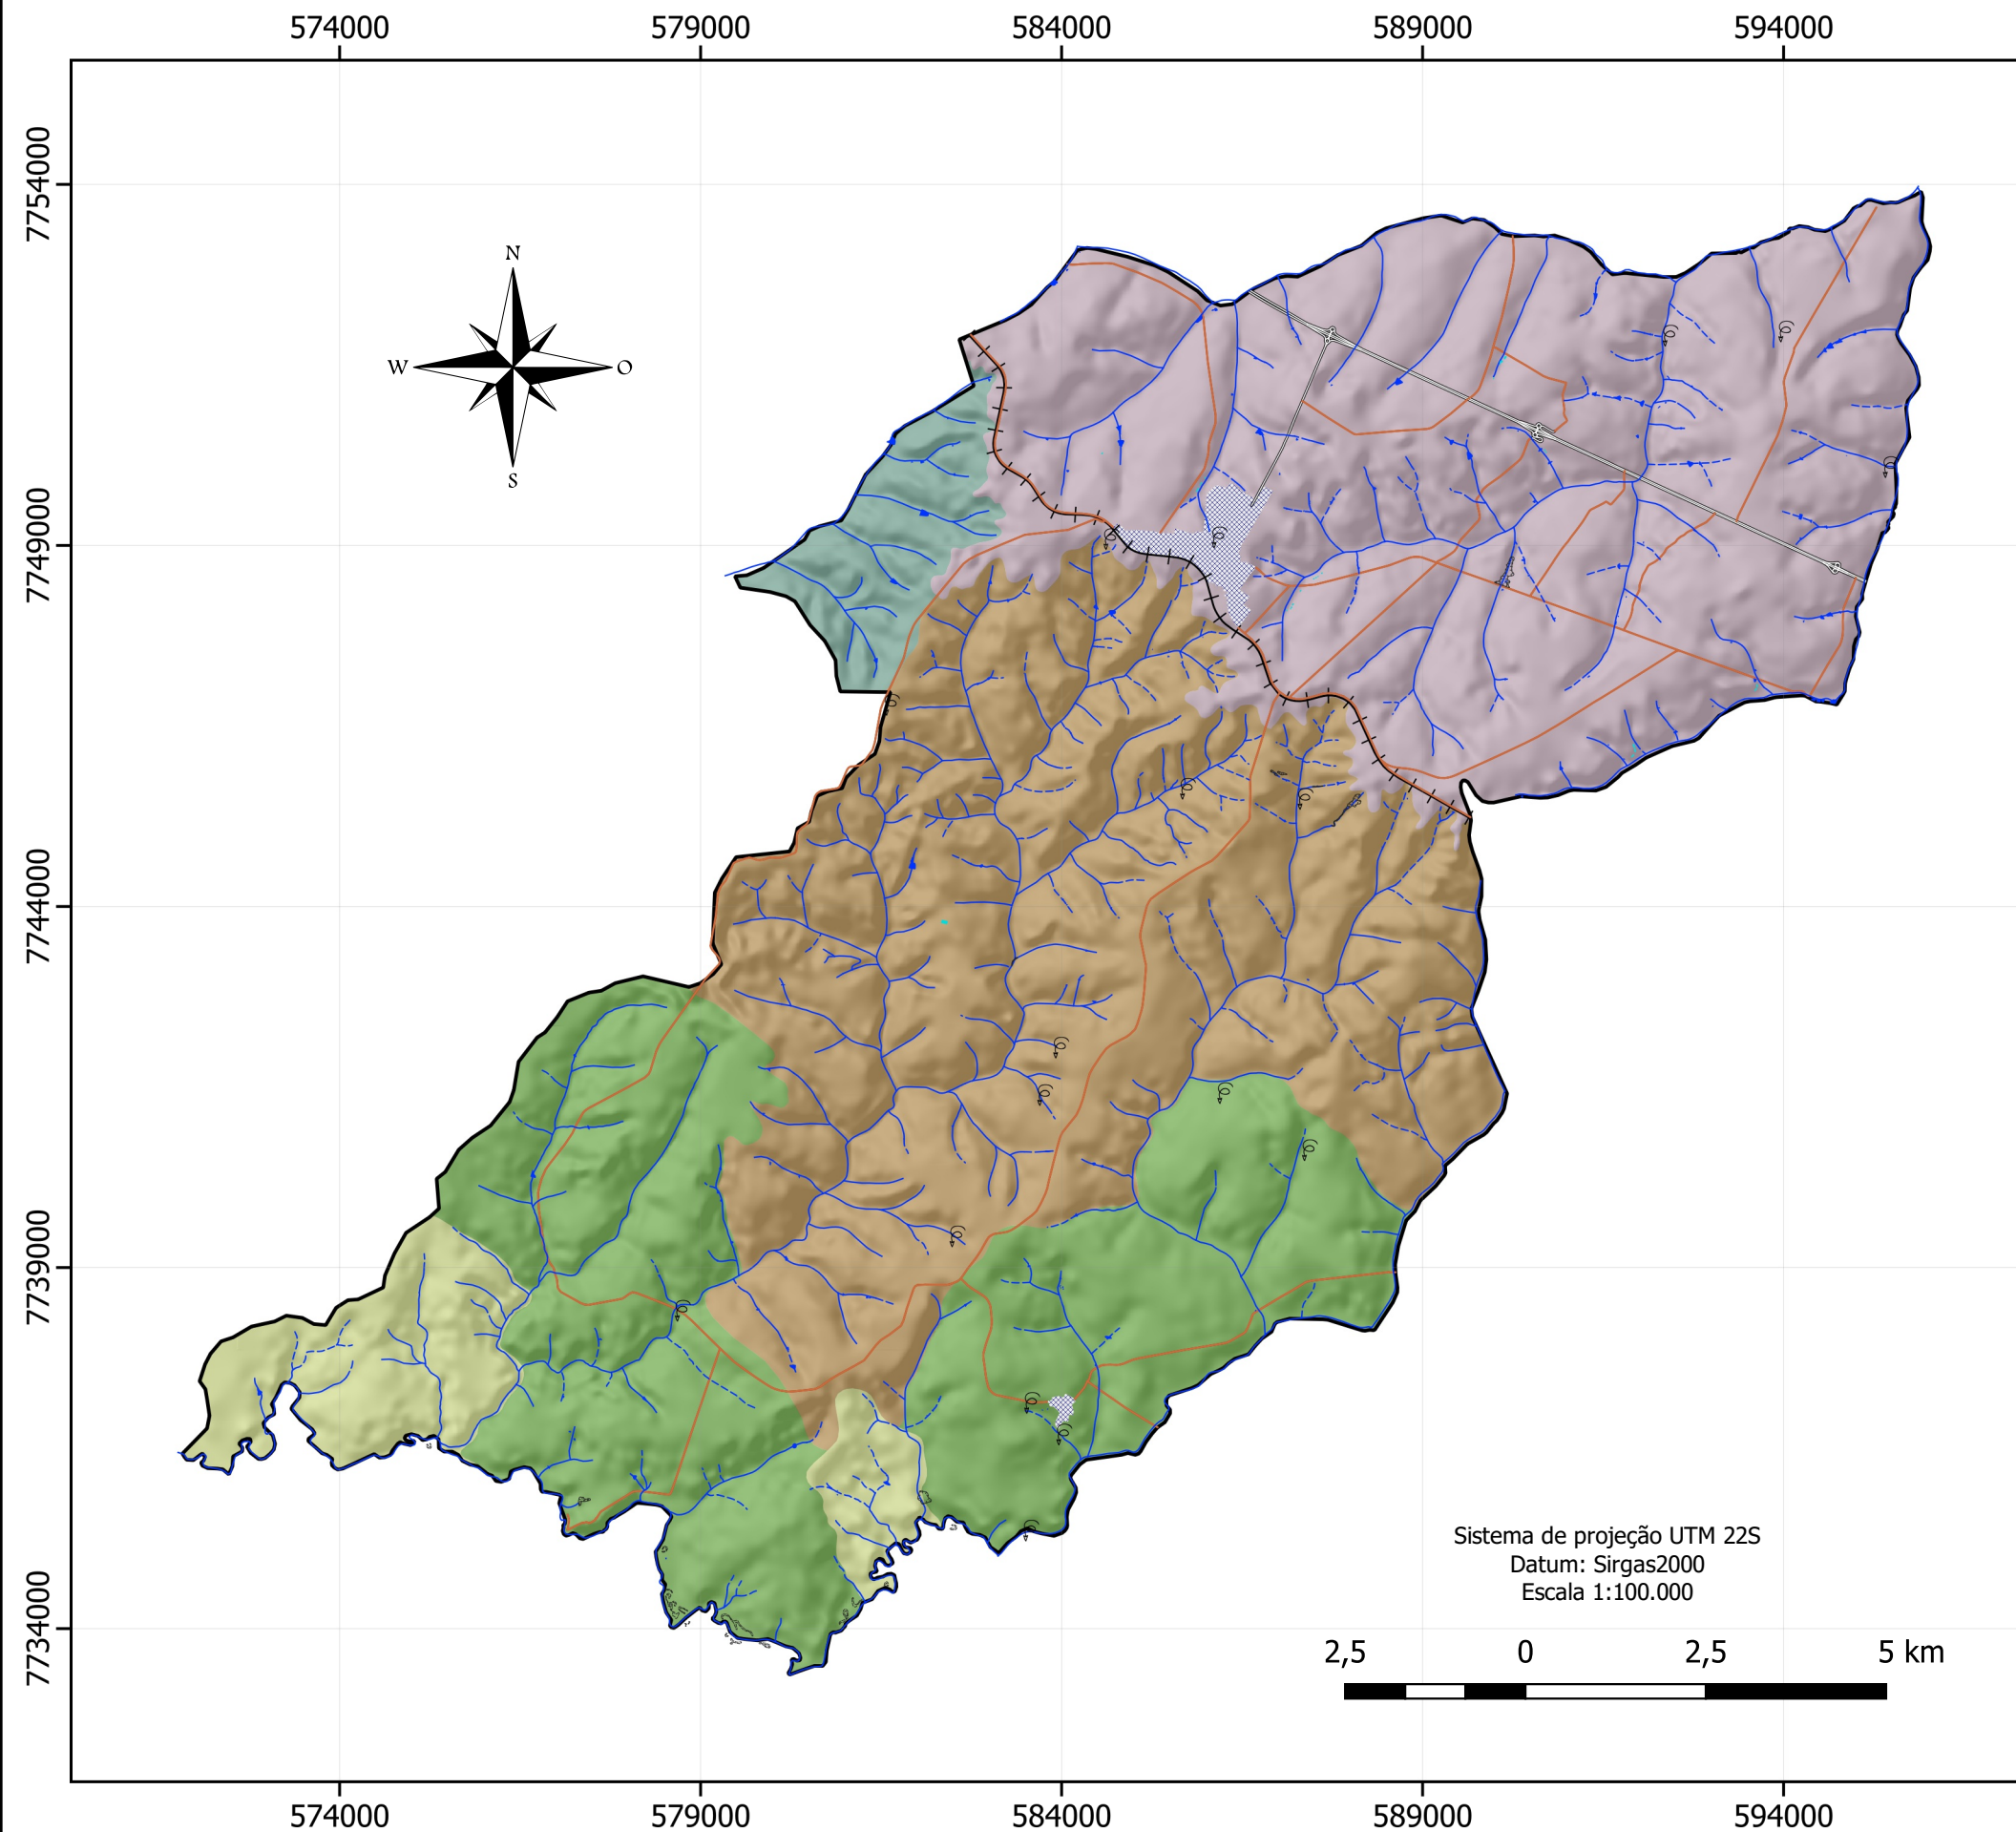 574000 579000 584000 589000 594000
7754000
7749000
7744000
7739000
7734000
N
W O
S
Sistema de projeção UTM 22S
Datum: Sirgas2000
Escala 1:100.000
2,5 0 2,5 5 km
574000 579000 584000 589000 594000